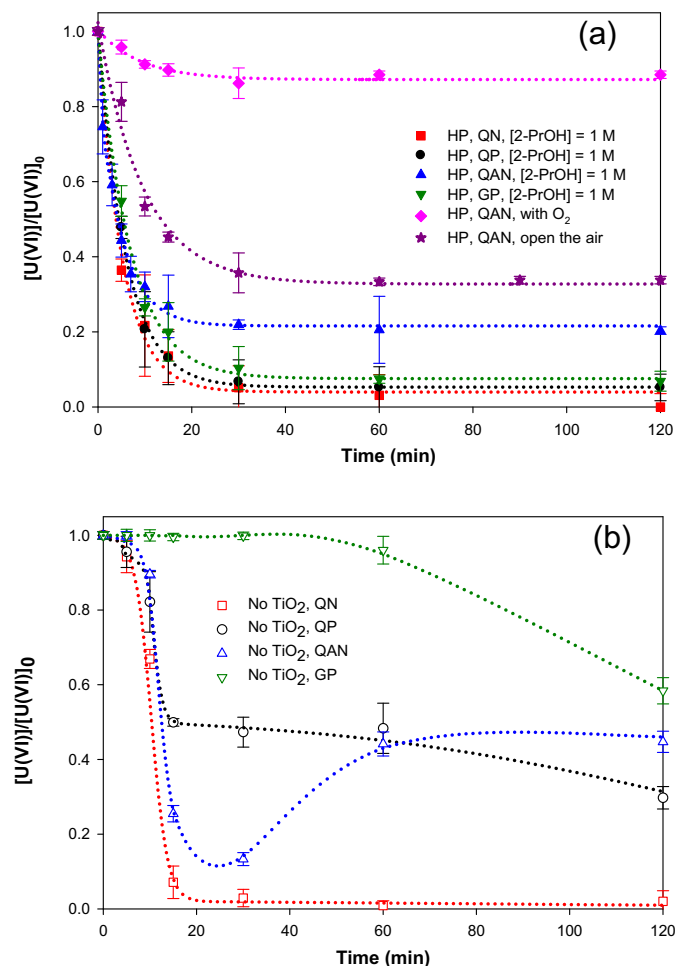 (a)
1.0
0.8
0.6
0.4
0.2
0.0
[U(VI)]/[U(VI)]0
HP, QN, [2-PrOH] = 1 M
HP, QP, [2-PrOH] = 1 M
HP, QAN, [2-PrOH] = 1 M
HP, GP, [2-PrOH] = 1 M
HP, QAN, with O2
HP, QAN, open the air
0 20 40 60 80 100 120
Time (min)
(b)
1.0
0.8
0.6
0.4
0.2
0.0
[U(VI)]/[U(VI)]0
No TiO2, QN
No TiO2, QP
No TiO2, QAN
No TiO2, GP
0 20 40 60 80 100 120
Time (min)